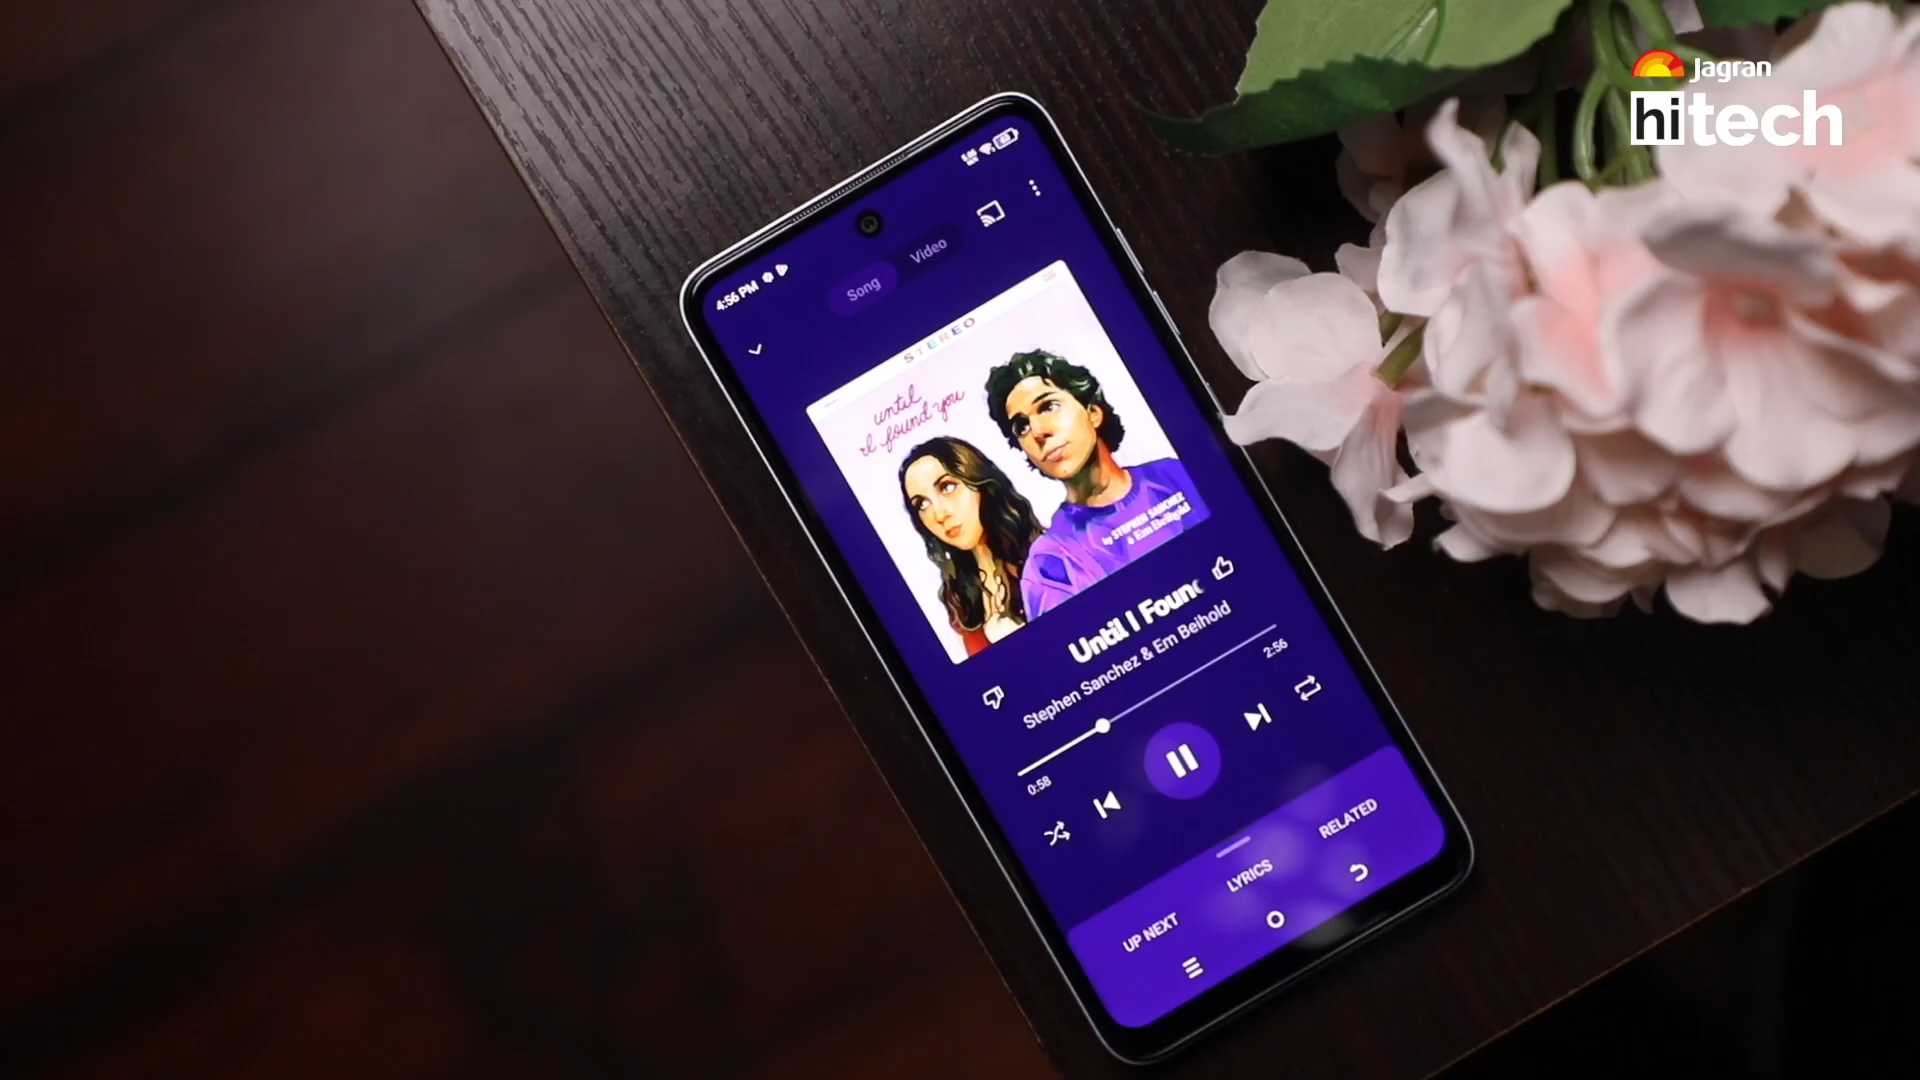 Jagran
hitech
4:56 PM
Song
Video
STEREO
until
I found you
by STEPHEN SANCHEZ
& Em Beihold
Until I Foun
Stephen Sanchez & Em Beihold
0:58
2:56
UP NEXT
LYRICS
RELATED